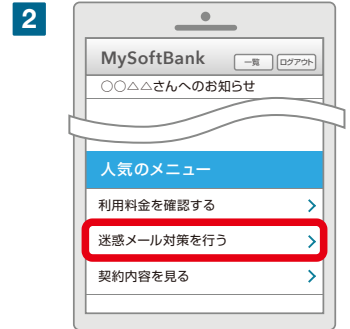 2
MySoftBank 一覧 ログアウト
○○△△さんへのお知らせ
人気のメニュー
利用料金を確認する
迷惑メール対策を行う
契約内容を見る